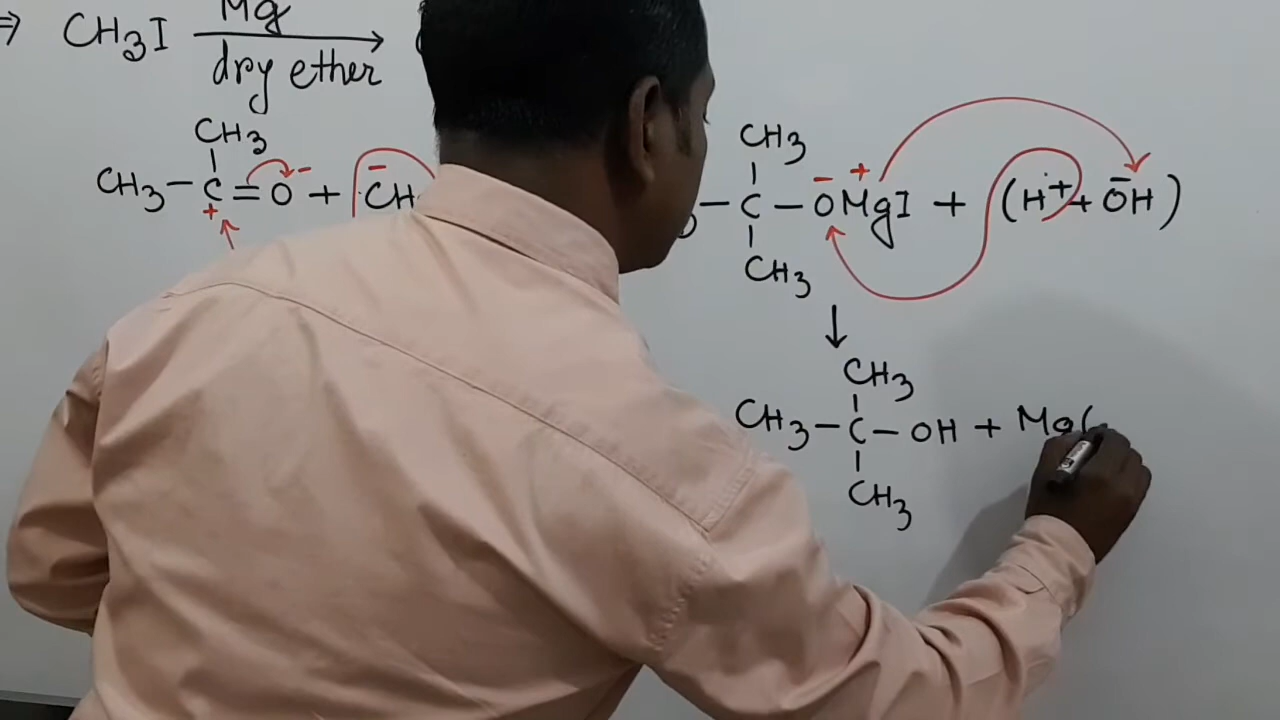 ⇒ CH3I Mg
dry ether
CH3
CH3 – C = O + CH
+ -
CH3
– C – OMgI + (H+ + OH)
- + -
CH3
↓
CH3
CH3 – C – OH + Mg(
CH3